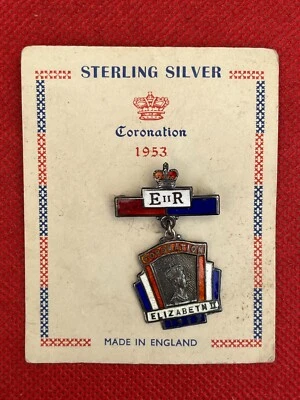 STERLING SILVER
Coronation
1953
EIIR
CORONATION
ELIZABETH II
MADE IN ENGLAND